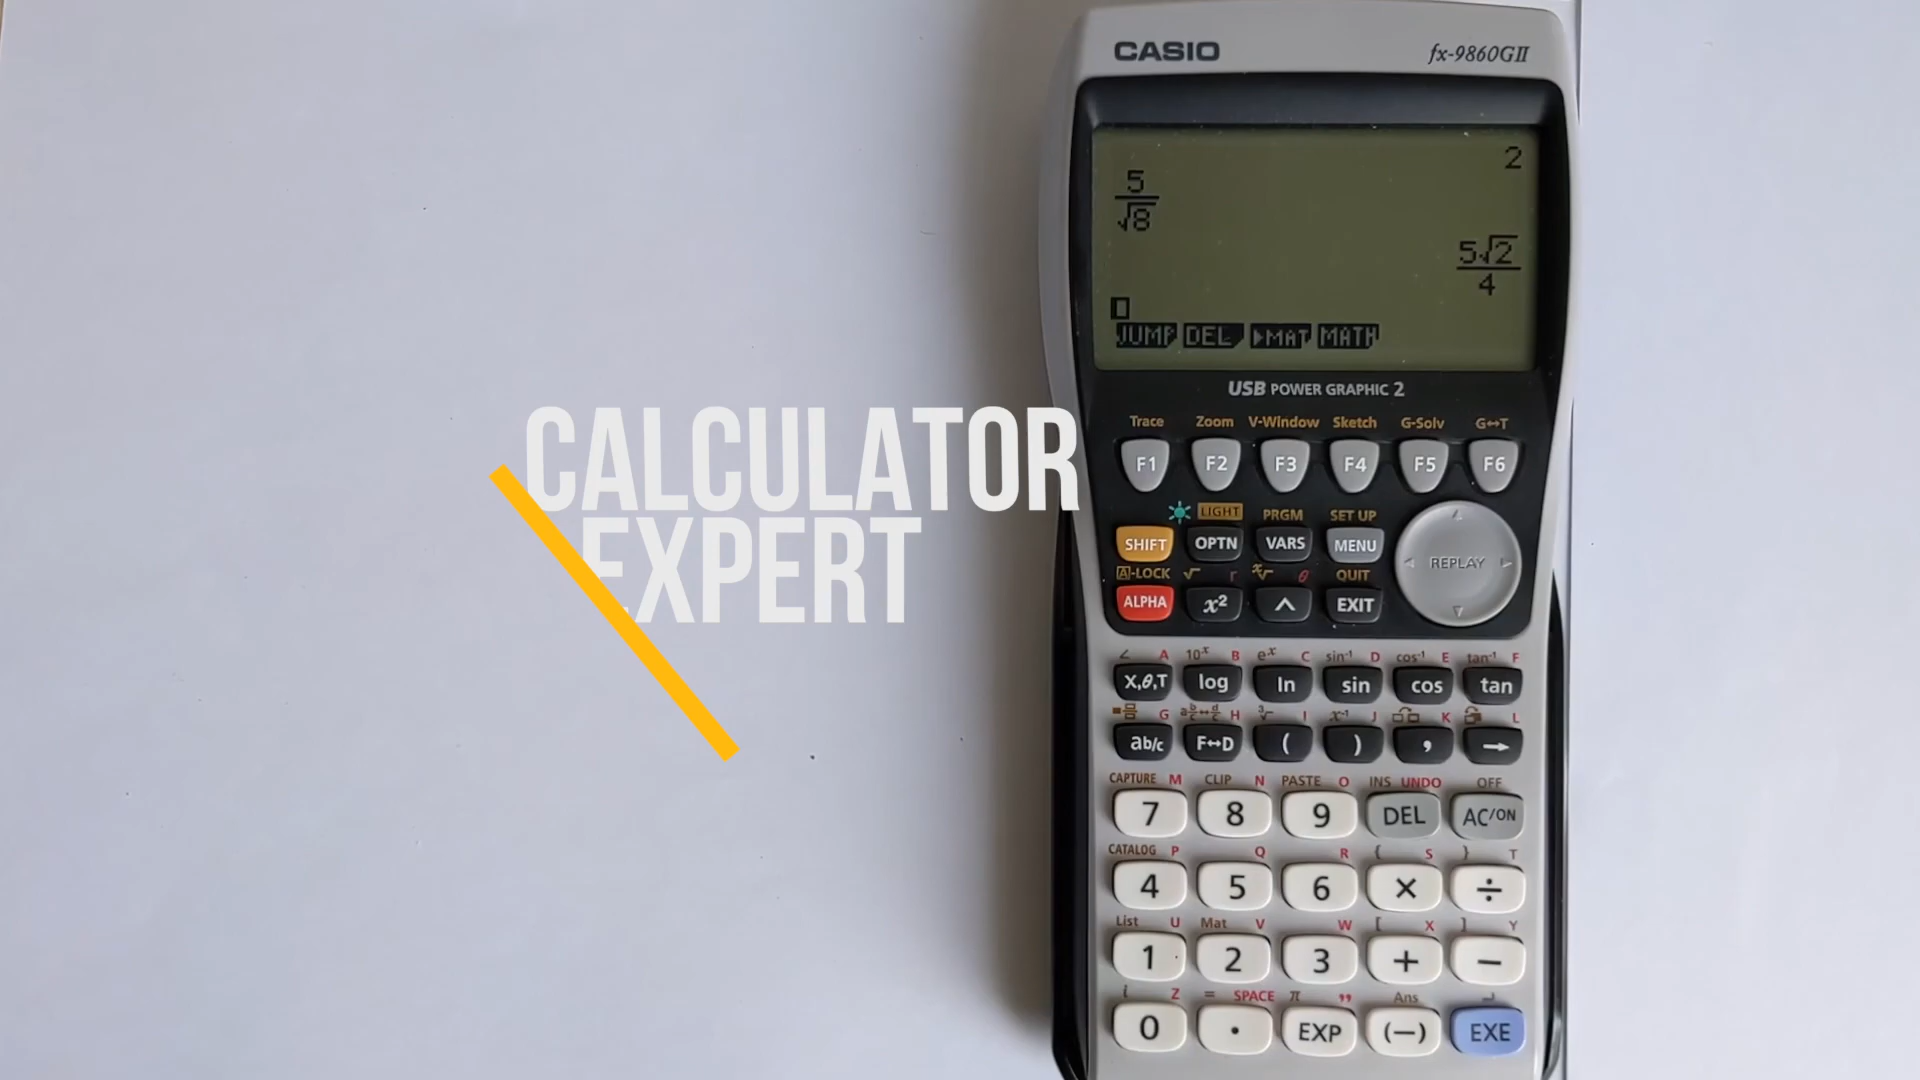 CASIO fx-9860GII
2
5
√8
5√2
4
JUMP DEL ▶MAT MATH
USB POWER GRAPHIC 2
CALCULATOR
EXPERT
Trace Zoom V-Window Sketch G-Solv G↔T
F1 F2 F3 F4 F5 F6
LIGHT PRGM SET UP
SHIFT OPTN VARS MENU
REPLAY
A-LOCK √ r ˣ√ θ QUIT
ALPHA x² ^ EXIT
∠ A 10ˣ B eˣ C sin⁻¹ D cos⁻¹ E tan⁻¹ F
X,θ,T log ln sin cos tan
G a b/c↔d/c H ³√ I x⁻¹ J K L
ab/c F↔D ( ) , →
CAPTURE M CLIP N PASTE O INS UNDO OFF
7 8 9 DEL AC/ON
CATALOG P Q R { S } T
4 5 6 × ÷
List U Mat V W [ X ] Y
1 2 3 + −
i Z = SPACE π " Ans ↵
0 . EXP (−) EXE